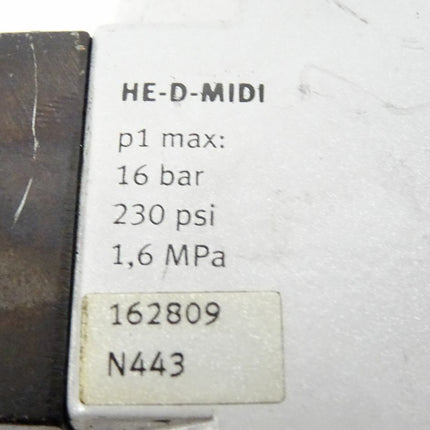 HE-D-MIDI
p1 max:
16 bar
230 psi
1,6 MPa
162809
N443